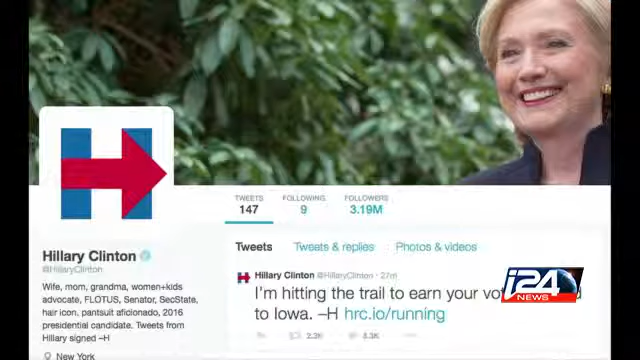 TWEETS FOLLOWING FOLLOWERS
147 9 3.19M
Tweets Tweets & replies Photos & videos
Hillary Clinton
@HillaryClinton
Wife, mom, grandma, women+kids
advocate, FLOTUS, Senator, SecState,
hair icon, pantsuit aficionado, 2016
presidential candidate. Tweets from
Hillary signed –H
New York
Hillary Clinton @HillaryClinton · 27m
I'm hitting the trail to earn your
to Iowa. –H hrc.io/running
2.2K
i24
NEWS